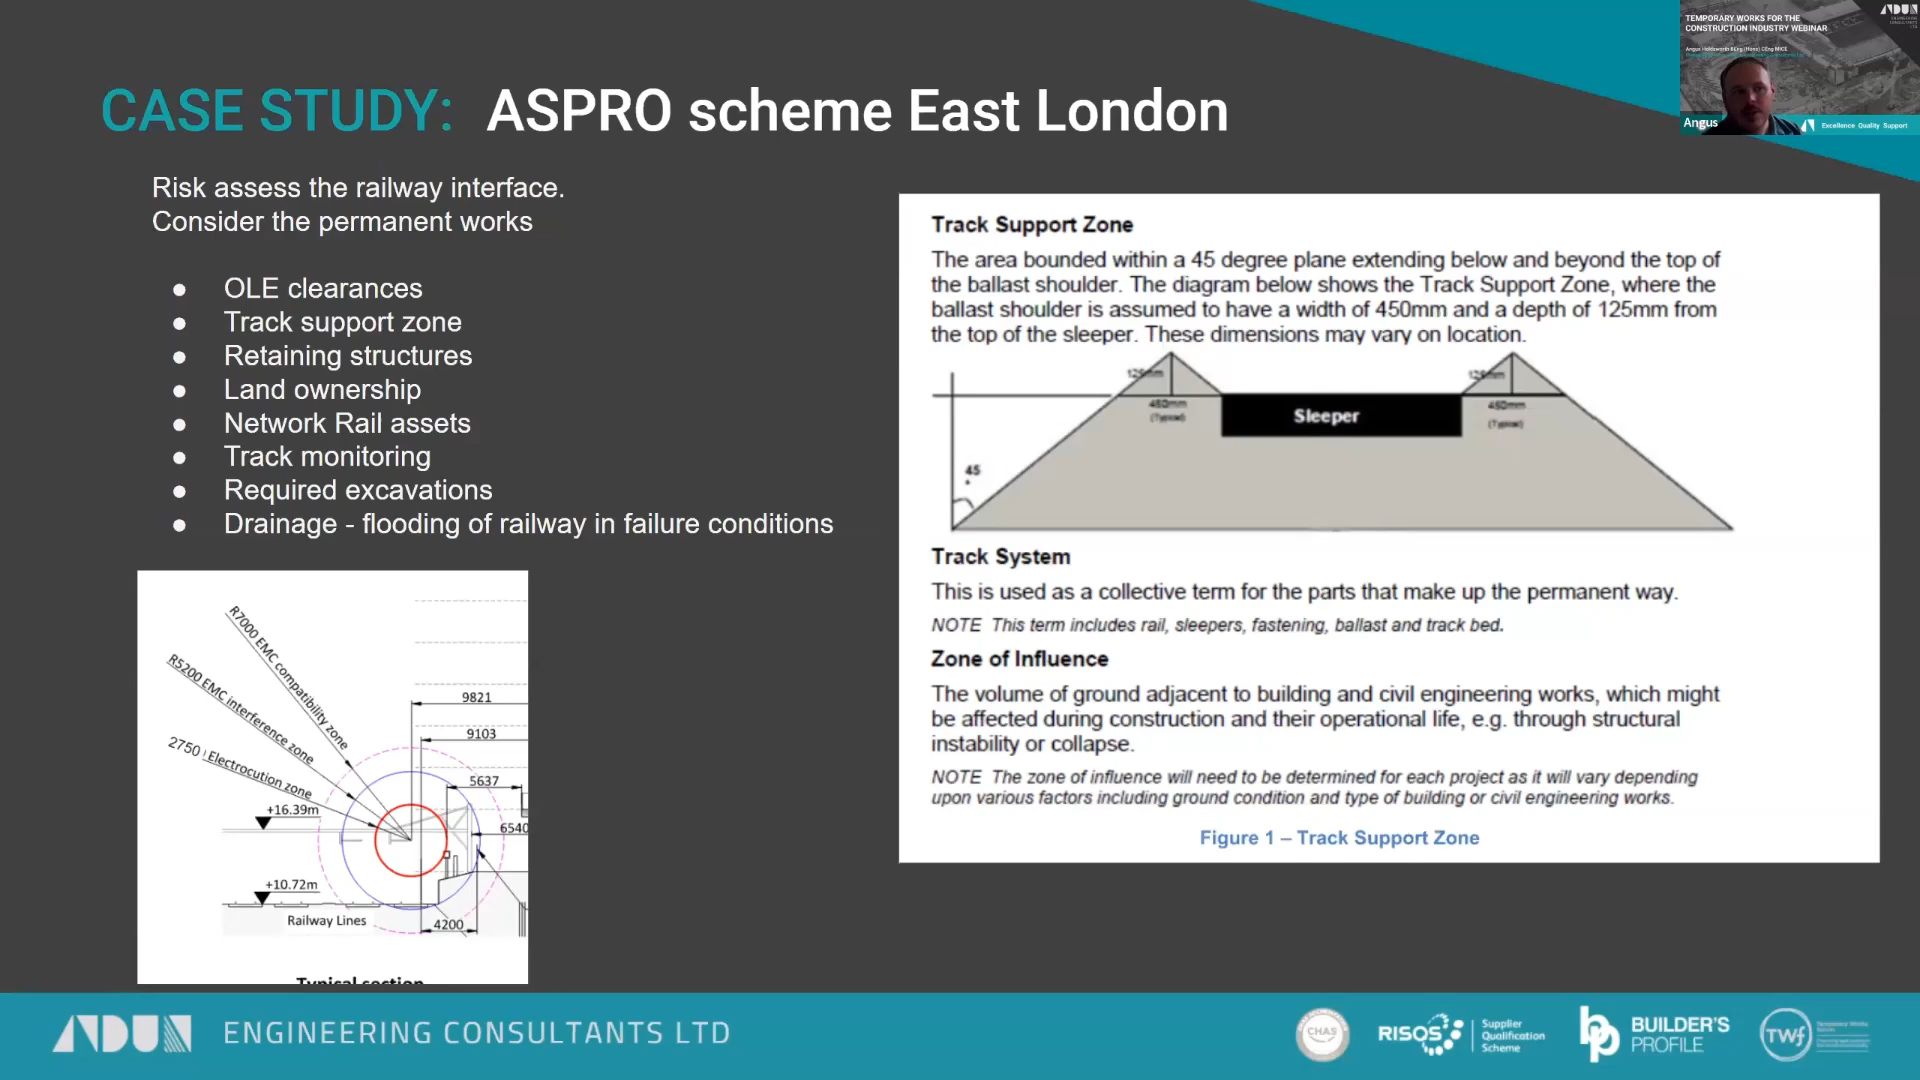 TEMPORARY WORKS FOR THE
CONSTRUCTION INDUSTRY WEBINAR
Angus Holdsworth BEng (Hons) CEng MICE
Angus
Excellence Quality Support
CASE STUDY: ASPRO scheme East London
Risk assess the railway interface.
Consider the permanent works
● OLE clearances
● Track support zone
● Retaining structures
● Land ownership
● Network Rail assets
● Track monitoring
● Required excavations
● Drainage - flooding of railway in failure conditions
R7000 EMC compatibility zone
R5200 EMC interference zone
2750 Electrocution zone
9821
9103
5637
+16.39m
6540
+10.72m
Railway Lines
4200
Typical section
Track Support Zone
The area bounded within a 45 degree plane extending below and beyond the top of
the ballast shoulder. The diagram below shows the Track Support Zone, where the
ballast shoulder is assumed to have a width of 450mm and a depth of 125mm from
the top of the sleeper. These dimensions may vary on location.
125mm
125mm
450mm
(Typical)
Sleeper
450mm
(Typical)
45
Track System
This is used as a collective term for the parts that make up the permanent way.
NOTE This term includes rail, sleepers, fastening, ballast and track bed.
Zone of Influence
The volume of ground adjacent to building and civil engineering works, which might
be affected during construction and their operational life, e.g. through structural
instability or collapse.
NOTE The zone of influence will need to be determined for each project as it will vary depending
upon various factors including ground condition and type of building or civil engineering works.
Figure 1 – Track Support Zone
ADUN ENGINEERING CONSULTANTS LTD
CHAS
RISQS
Supplier
Qualification
Scheme
bp
BUILDER'S
PROFILE
TWf